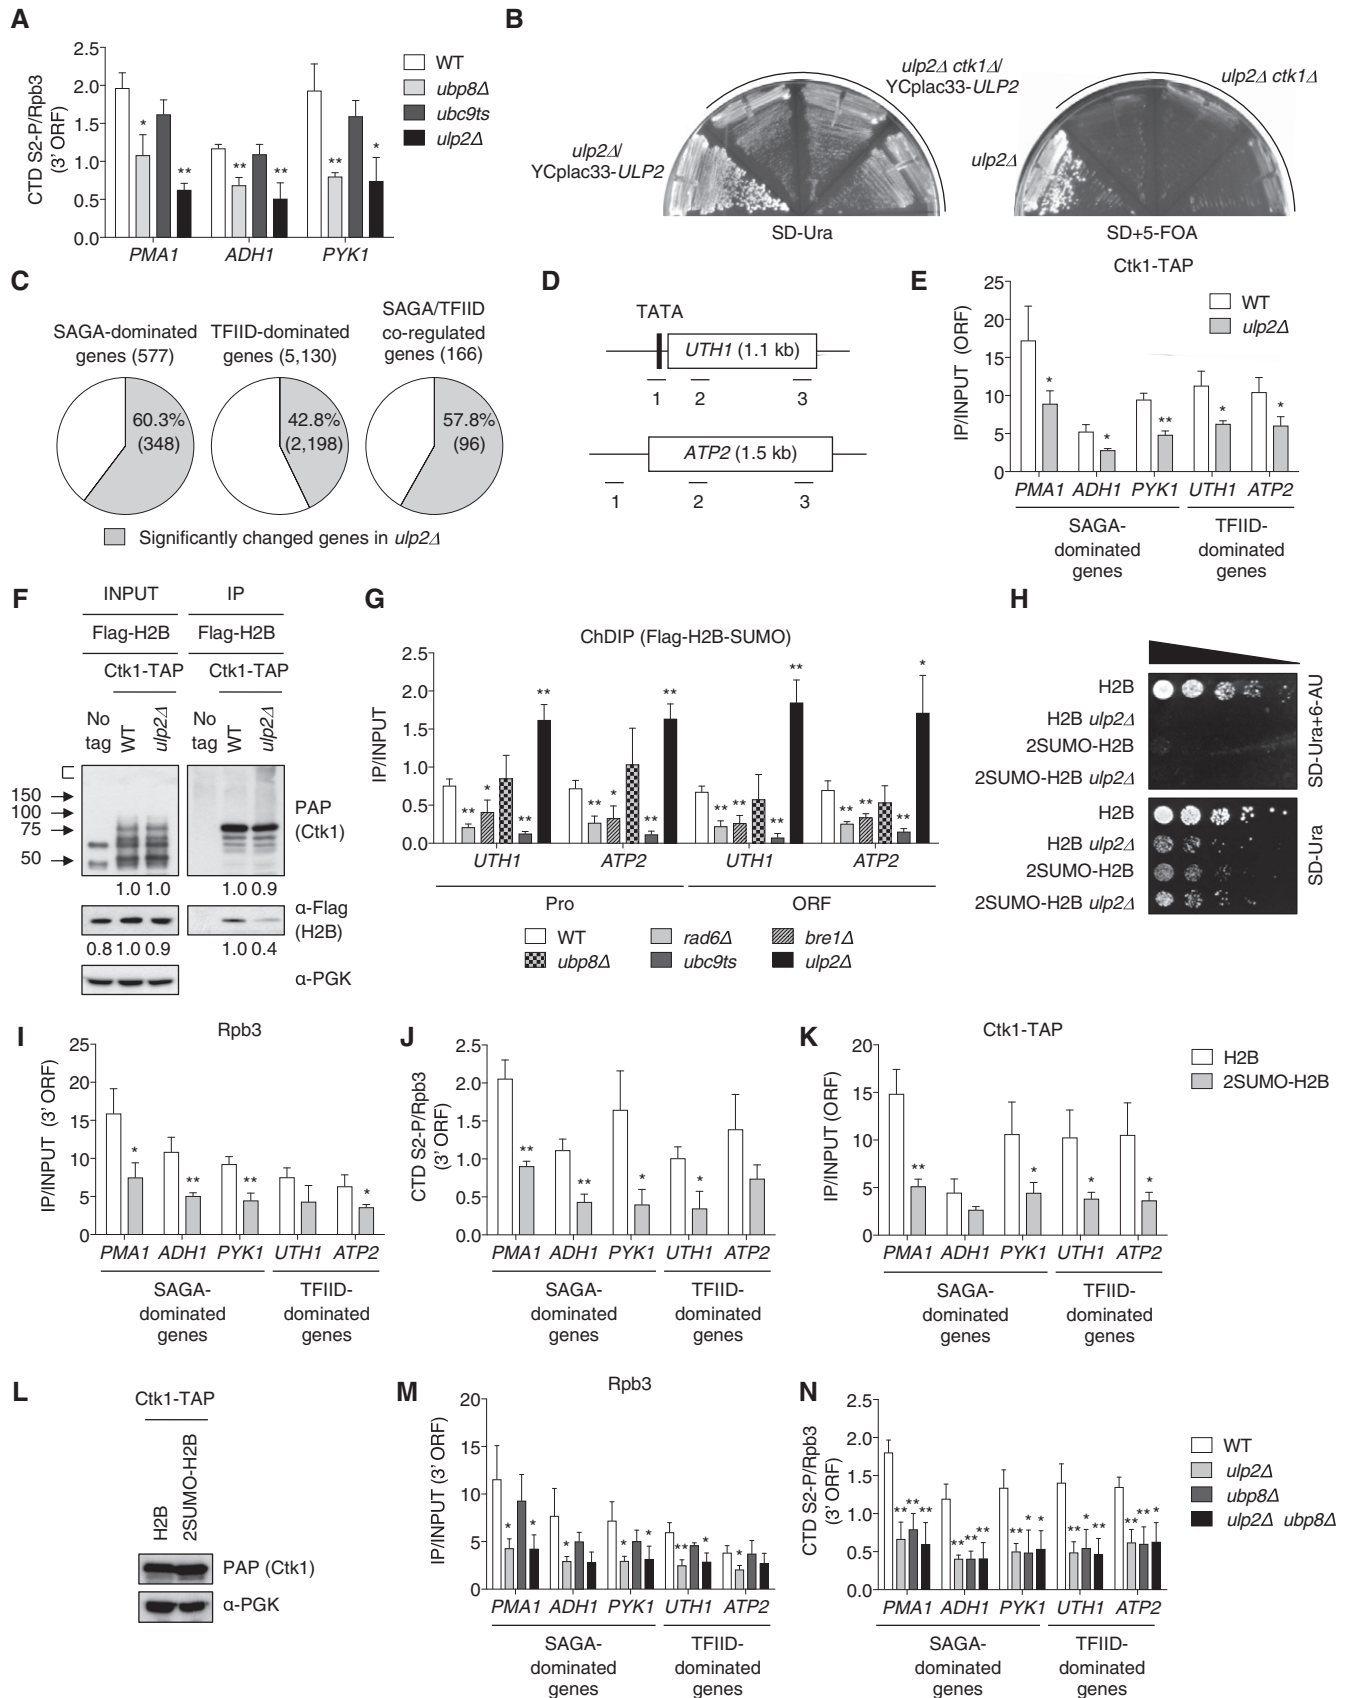 A
CTD S2-P/Rpb3
(3' ORF)
2.5
2.0
1.5
1.0
0.5
0.0
* ** ** ** ** *
PMA1 ADH1 PYK1
WT
ubp8Δ
ubc9ts
ulp2Δ
B
ulp2Δ/
YCplac33-ULP2
ulp2Δ ctk1Δ/
YCplac33-ULP2
SD-Ura
ulp2Δ
ulp2Δ ctk1Δ
SD+5-FOA
C
SAGA-dominated
genes (577)
60.3%
(348)
TFIID-dominated
genes (5,130)
42.8%
(2,198)
SAGA/TFIID
co-regulated
genes (166)
57.8%
(96)
Significantly changed genes in ulp2Δ
D
TATA
UTH1 (1.1 kb)
1 2 3
ATP2 (1.5 kb)
1 2 3
E
Ctk1-TAP
IP/INPUT (ORF)
25
20
15
10
5
0
WT
ulp2Δ
* * ** * *
PMA1 ADH1 PYK1 UTH1 ATP2
SAGA-
dominated
genes
TFIID-
dominated
genes
F
INPUT IP
Flag-H2B Flag-H2B
Ctk1-TAP Ctk1-TAP
No
tag
WT
ulp2Δ
No
tag
WT
ulp2Δ
150
100
75
50
PAP
(Ctk1)
1.0 1.0 1.0 0.9
α-Flag
(H2B)
0.8 1.0 0.9 1.0 0.4
α-PGK
G
ChDIP (Flag-H2B-SUMO)
IP/INPUT
2.5
2.0
1.5
1.0
0.5
0.0
** * ** ** ** * ** ** ** ** ** ** ** ** ** *
UTH1 ATP2 UTH1 ATP2
Pro ORF
WT rad6Δ bre1Δ
ubp8Δ ubc9ts ulp2Δ
H
H2B
H2B ulp2Δ
2SUMO-H2B
2SUMO-H2B ulp2Δ
SD-Ura+6-AU
H2B
H2B ulp2Δ
2SUMO-H2B
2SUMO-H2B ulp2Δ
SD-Ura
I
Rpb3
IP/INPUT (3' ORF)
25
20
15
10
5
0
* ** ** *
PMA1 ADH1 PYK1 UTH1 ATP2
SAGA-
dominated
genes
TFIID-
dominated
genes
J
CTD S2-P/Rpb3
(3' ORF)
2.5
2.0
1.5
1.0
0.5
0.0
** ** * *
PMA1 ADH1 PYK1 UTH1 ATP2
SAGA-
dominated
genes
TFIID-
dominated
genes
K
Ctk1-TAP
IP/INPUT (ORF)
20
15
10
5
0
** * * *
PMA1 ADH1 PYK1 UTH1 ATP2
SAGA-
dominated
genes
TFIID-
dominated
genes
H2B
2SUMO-H2B
L
Ctk1-TAP
H2B
2SUMO-H2B
PAP (Ctk1)
α-PGK
M
Rpb3
IP/INPUT (3' ORF)
20
15
10
5
0
* * * * * ** * *
PMA1 ADH1 PYK1 UTH1 ATP2
SAGA-
dominated
genes
TFIID-
dominated
genes
N
CTD S2-P/Rpb3
(3' ORF)
2.5
2.0
1.5
1.0
0.5
0.0
** ** ** ** ** ** ** * * ** * ** ** ** *
PMA1 ADH1 PYK1 UTH1 ATP2
SAGA-
dominated
genes
TFIID-
dominated
genes
WT
ulp2Δ
ubp8Δ
ulp2Δ ubp8Δ